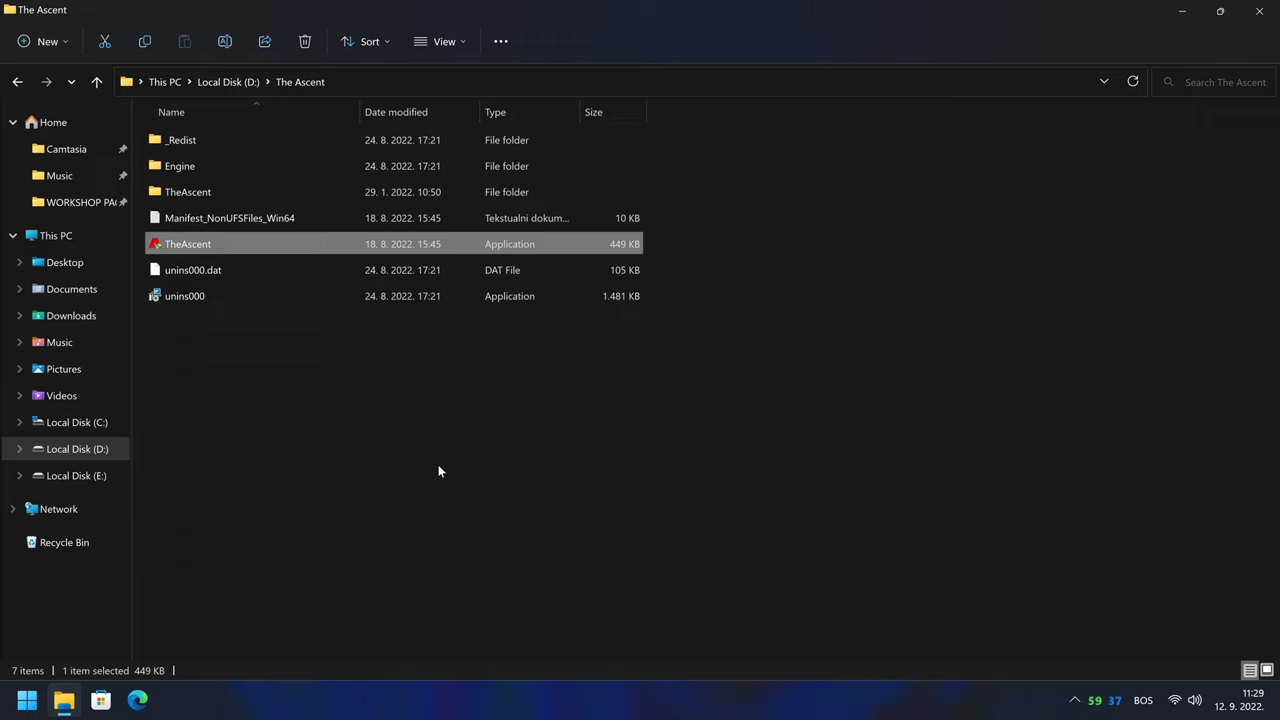 The Ascent
New
Sort
View
This PC > Local Disk (D:) > The Ascent
Search The Ascent
Name Date modified Type Size
_Redist 24. 8. 2022. 17:21 File folder
Engine 24. 8. 2022. 17:21 File folder
TheAscent 29. 1. 2022. 10:50 File folder
Manifest_NonUFSFiles_Win64 18. 8. 2022. 15:45 Tekstualni dokum... 10 KB
TheAscent 18. 8. 2022. 15:45 Application 449 KB
unins000.dat 24. 8. 2022. 17:21 DAT File 105 KB
unins000 24. 8. 2022. 17:21 Application 1.481 KB
Home
Camtasia
Music
WORKSHOP
This PC
Desktop
Documents
Downloads
Music
Pictures
Videos
Local Disk (C:)
Local Disk (D:)
Local Disk (E:)
Network
Recycle Bin
7 items 1 item selected 449 KB
59 37 BOS
11:29
12. 9. 2022.